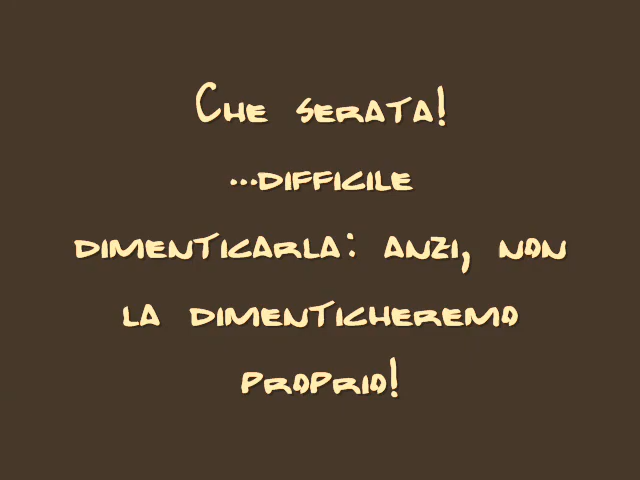 Che serata!
...difficile
dimenticarla: anzi, non
la dimenticheremo
proprio!